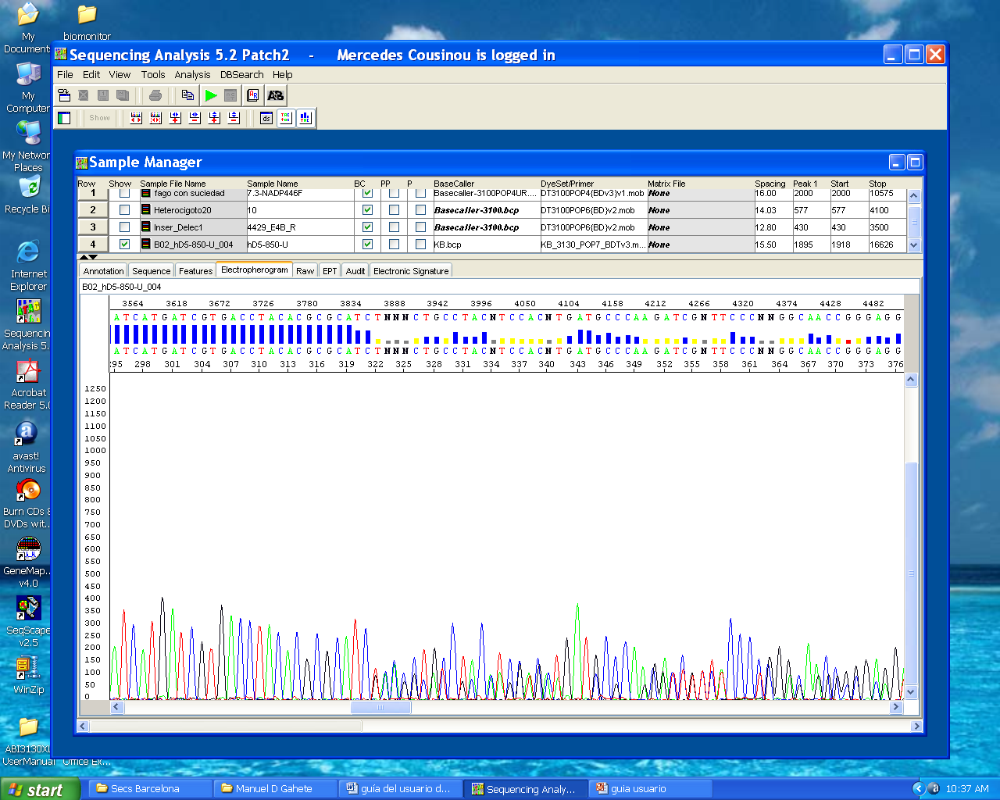 My Documents
biomonitor
My Computer
My Networ Places
Recycle Bi
Internet Explorer
Sequencin Analysis 5.
Acrobat Reader 5.0
avast! Antivirus
Burn CDs & DVDs wit...
GeneMap... v4.0
SeqScape v2.5
WinZip
ABI3130XL UserManual
Office Ex...
Sequencing Analysis 5.2 Patch2 - Mercedes Cousinou is logged in
File Edit View Tools Analysis DBSearch Help
Show
Sample Manager
Row Show Sample File Name Sample Name BC PP P BaseCaller DyeSet/Primer Matrix File Spacing Peak 1 Start Stop
1 fago con suciedad 7.3-NADP446F Basecaller-3100POP4UR.... DT3100POP4{BDv3}v1.mob None 16.00 2000 2000 10575
2 Heterocigoto20 10 Basecaller-3100.bcp DT3100POP6{BD}v2.mob None 14.03 577 577 4100
3 Inser_Delec1 4429_E4B_R Basecaller-3100.bcp DT3100POP6{BD}v2.mob None 12.80 430 430 3500
4 B02_hD5-850-U_004 hD5-850-U KB.bcp KB_3130_POP7_BDTv3.m... None 15.50 1895 1918 16626
Annotation Sequence Features Electropherogram Raw EPT Audit Electronic Signature
B02_hD5-850-U_004
3564 3618 3672 3726 3780 3834 3888 3942 3996 4050 4104 4158 4212 4266 4320 4374 4428 4482
A T C A T G A T C G T G A C C T A C A C G C G C A T C T N N N C T G C C T A C N T C C A C N T G A T G C C C A A G A T C G N T T C C C N N G G C A A C C G G G A G G
A T C A T G A T C G T G A C C T A C A C G C G C A T C T N N N C T G C C T A C N T C C A C N T G A T G C C C A A G A T C G N T T C C C N N G G C A A C C G G G A G G
295 298 301 304 307 310 313 316 319 322 325 328 331 334 337 340 343 346 349 352 355 358 361 364 367 370 373 376
1250
1200
1150
1100
1050
1000
950
900
850
800
750
700
650
600
550
500
450
400
350
300
250
200
150
100
50
0
start Secs Barcelona Manuel D Gahete guía del usuario d... Sequencing Analy... guia usuario 10:37 AM